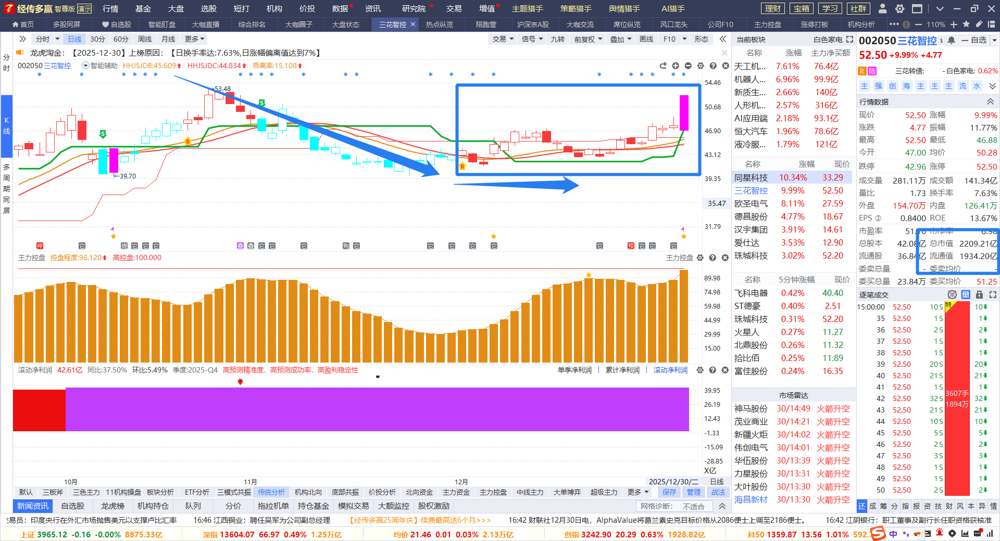 经传多赢 智尊版 演示 行情 基金 大盘 选股 短打 机构 价投 数据 资讯 研究院 交易 增值 主题猎手 策略猎手 舆情猎手 AI猎手 理财 宝箱 学习 社群
首页 多股同屏 自选股 智能盯盘 大咖直播 综合排名 大咖圈子 大盘状态 三花智控 热点纵览 陪跑营 沪深京A股 大咖交流 席位纵览 风口龙头 公司F10 主力控盘 涨停打板 机构分析 110%
分时 日线 30分 60分 周线 月线 更多 交易 信号 九转 前复权 叠加 画线 F10 形态
龙虎淘金：【2025-12-30】上榜原因：【日换手率达:7.63%,日涨幅偏离值达到7%】
002050 三花智控 智能辅助 HHJSJDB:45.609 HHJSJDC:44.834 乖离率:15.108
53.48
39.70
S
B
S
B
54.46
50.68
46.90
43.12
39.35
35.47
31.79
分时
K线
多周期同屏
主力控盘 控盘程度:98.120 高控盘:100.000 主力控盘
89.98
74.98
59.98
44.99
29.99
15.00
滚动净利润 42.61亿 同比:37.50% 环比:5.49% 季度:2025-Q4 高预测精准度，高预测成功率，高盈利稳定性 单季净利润 累计净利润 滚动净利润
39.95
26.19
12.43
-1.33
-15.09
-28.85
X亿
10月 11月 12月 2025/12/30/二 日线
默认 三板斧 三色主力 11机构操盘 板块分析 ETF分析 三模式共振 传统分析 机构北向 底部共振 价投分析 北向资金 主力资金 主力控盘 中线主力 大单博弈 超级主力 更多 保存 管理 战法
新闻资讯 自选股 龙虎榜 机构持仓 队列 分价 拖拉机单 持仓基金 模拟交易 大额监控 股权激励 网格诊断： 不适合
当前板块 白色家电
名称 涨幅 主力净买额
天工机... 7.61% 76.4亿
机器人... 6.96% 99.9亿
新质生... 2.66% 140亿
人形机... 2.57% 316亿
AI应用端 2.18% 93.1亿
恒大汽车 1.96% 78.6亿
液冷服... 1.79% 121亿
名称 涨幅 现价
同星科技 10.34% 33.29
三花智控 9.99% 52.50
欧圣电气 8.11% 27.59
德昌股份 4.77% 18.67
汉宇集团 3.91% 14.61
爱仕达 3.53% 12.90
珠城科技 3.02% 52.20
名称 5分钟涨幅 现价
飞科电器 0.42% 40.40
ST德豪 0.40% 2.51
珠城科技 0.31% 52.20
火星人 0.27% 11.27
北鼎股份 0.26% 11.32
拾比佰 0.25% 11.89
富佳股份 0.24% 16.35
市场雷达
神马股份 30/14:49 火箭升空
茂业商业 30/14:21 火箭升空
新疆火炬 30/14:02 火箭升空
伟创电气 30/14:01 火箭升空
华伍股份 30/13:39 火箭升空
力星股份 30/13:31 火箭升空
大叶股份 30/13:30 火箭升空
海昌新材 30/13:30 火箭升空
002050 三花智控 自选
52.50 +9.99% +4.77
R 陆 三花转债: - 白色家电: 0.62%
主 强 创 海 主 主 主 流 水
行情数据
现价 52.50 涨幅 9.99%
涨跌 4.77 振幅 11.77%
最高 52.50 最低 46.88
今开 47.00 均价 50.28
跌停 42.96 涨停 52.50
成交量 281.11万 成交额 141.34亿
量比 1.73 换手率 7.63%
外盘 154.70万 内盘 126.41万
EPS③ 0.8400 ROE 13.67%
市盈率 51.10 市净率 6.98
总股本 42.08亿 总市值 2209.21亿
流通股 36.84亿 流通值 1934.20亿
委卖总量 - 委卖均价 -
委买总量 23.84万 委买均价 51.25
逐笔成交
15:00:00 52.50 10 S 10
35 52.50 1 S 1
36 52.50 2 S 2
37 52.50 1 S 1
38 52.50 1 S 1
39 52.50 20 S 20
40 52.50 21 S 21
41 52.50 1 S 1
42 52.50 32 S 32
43 52.50 21 S 21
44 52.50 10 S 10
45 52.50 5 S 5
46 52.50 2 S 2
47 52.50 3 S 3
48 52.50 1 S 1
49 52.50 1 S 1
50 52.50 2 S 2
特
3607手
1894万
还 成 筹 分 指 报 资 技 财 风 本 异 情
交易员：印度央行在外汇市场抛售美元以支撑卢比汇率 16:46 江西铜业：聘任吴军为公司副总经理 【经传多赢25周年庆】续费最高送6个月>>> 16:42 财联社12月30日电，AlphaValue将葛兰素史克目标价格从2086便士上调至2186便士。 16:42 江阴银行：职工董事及副行长任职资格获核准
上证 3965.12 -0.16 -0.00% 8875.33亿 深指 13604.07 66.97 0.49% 1.25万亿 均价 21.46 0.01 0.03% 2.13万亿 创指 3242.90 20.29 0.63% 1928.82亿 科50 1359.87 13.56 1.01% 592.
中